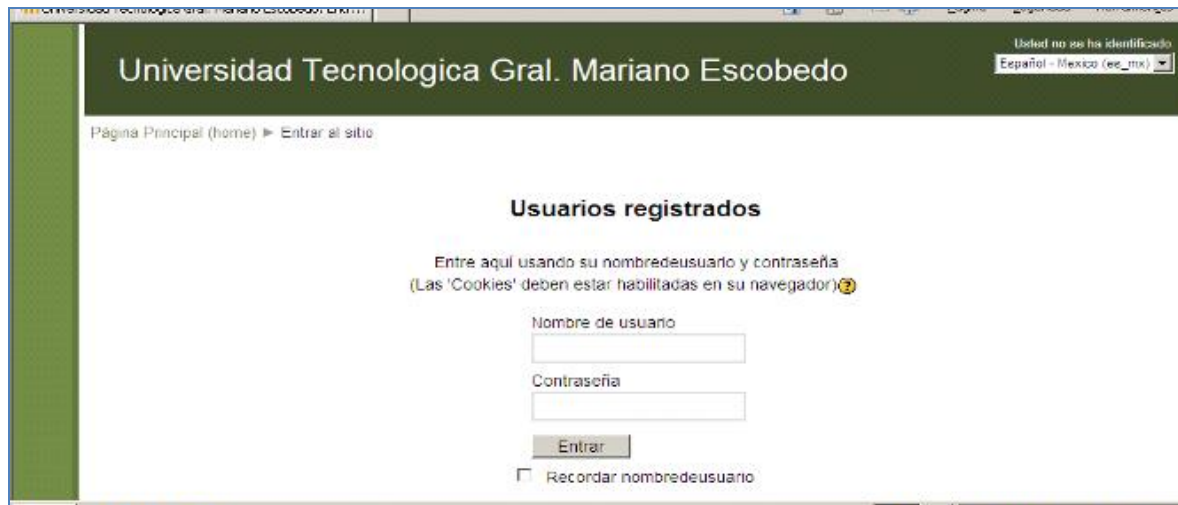 Usted no se ha identificado
Universidad Tecnologica Gral. Mariano Escobedo
Español - Mexico (es_mx)
Página Principal (home) ► Entrar al sitio
Usuarios registrados
Entre aquí usando su nombredeusuario y contraseña
(Las 'Cookies' deben estar habilitadas en su navegador)
Nombre de usuario
Contraseña
Entrar
Recordar nombredeusuario